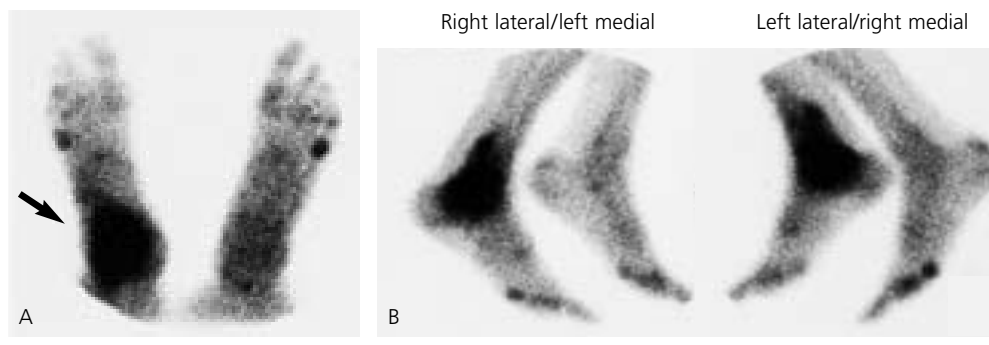 Right lateral/left medial
Left lateral/right medial
A
B